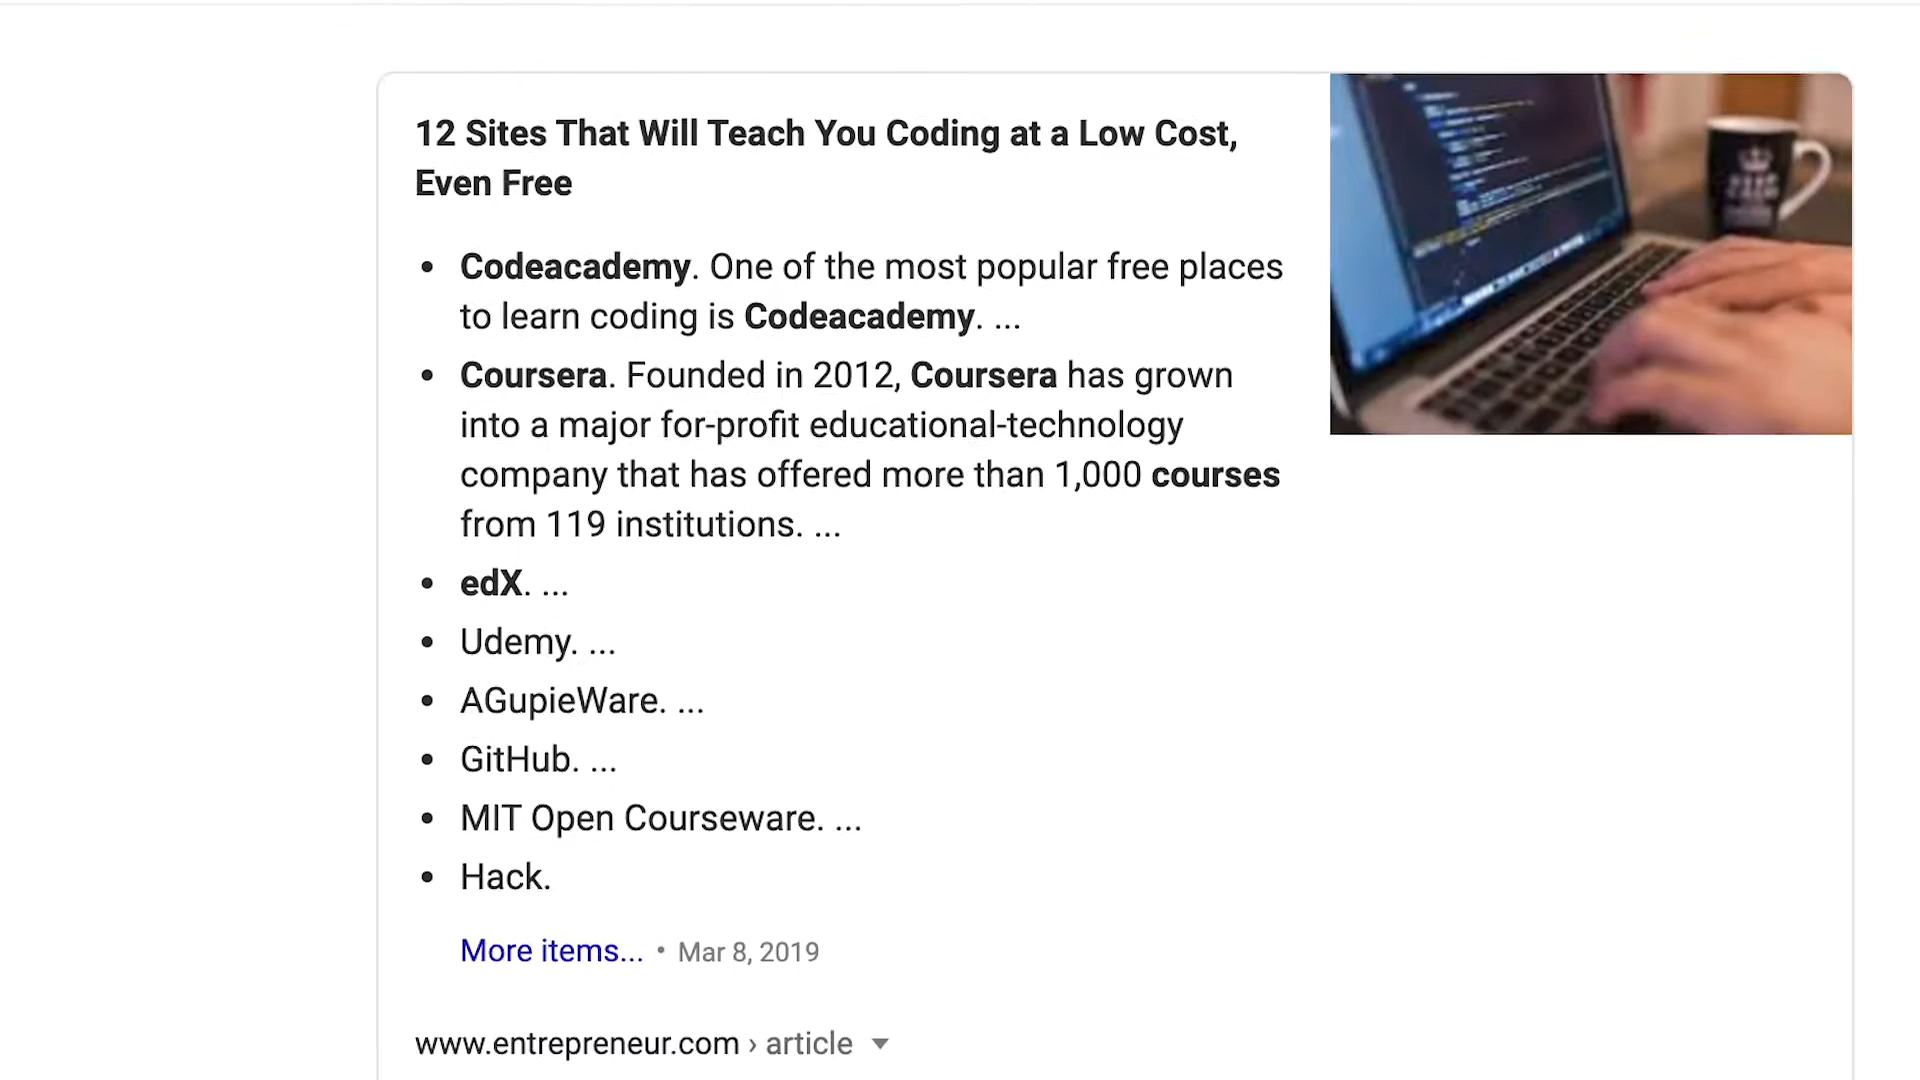 12 Sites That Will Teach You Coding at a Low Cost,
Even Free
• Codeacademy. One of the most popular free places
to learn coding is Codeacademy. ...
• Coursera. Founded in 2012, Coursera has grown
into a major for-profit educational-technology
company that has offered more than 1,000 courses
from 119 institutions. ...
• edX. ...
• Udemy. ...
• AGupieWare. ...
• GitHub. ...
• MIT Open Courseware. ...
• Hack.
More items... • Mar 8, 2019
www.entrepreneur.com › article